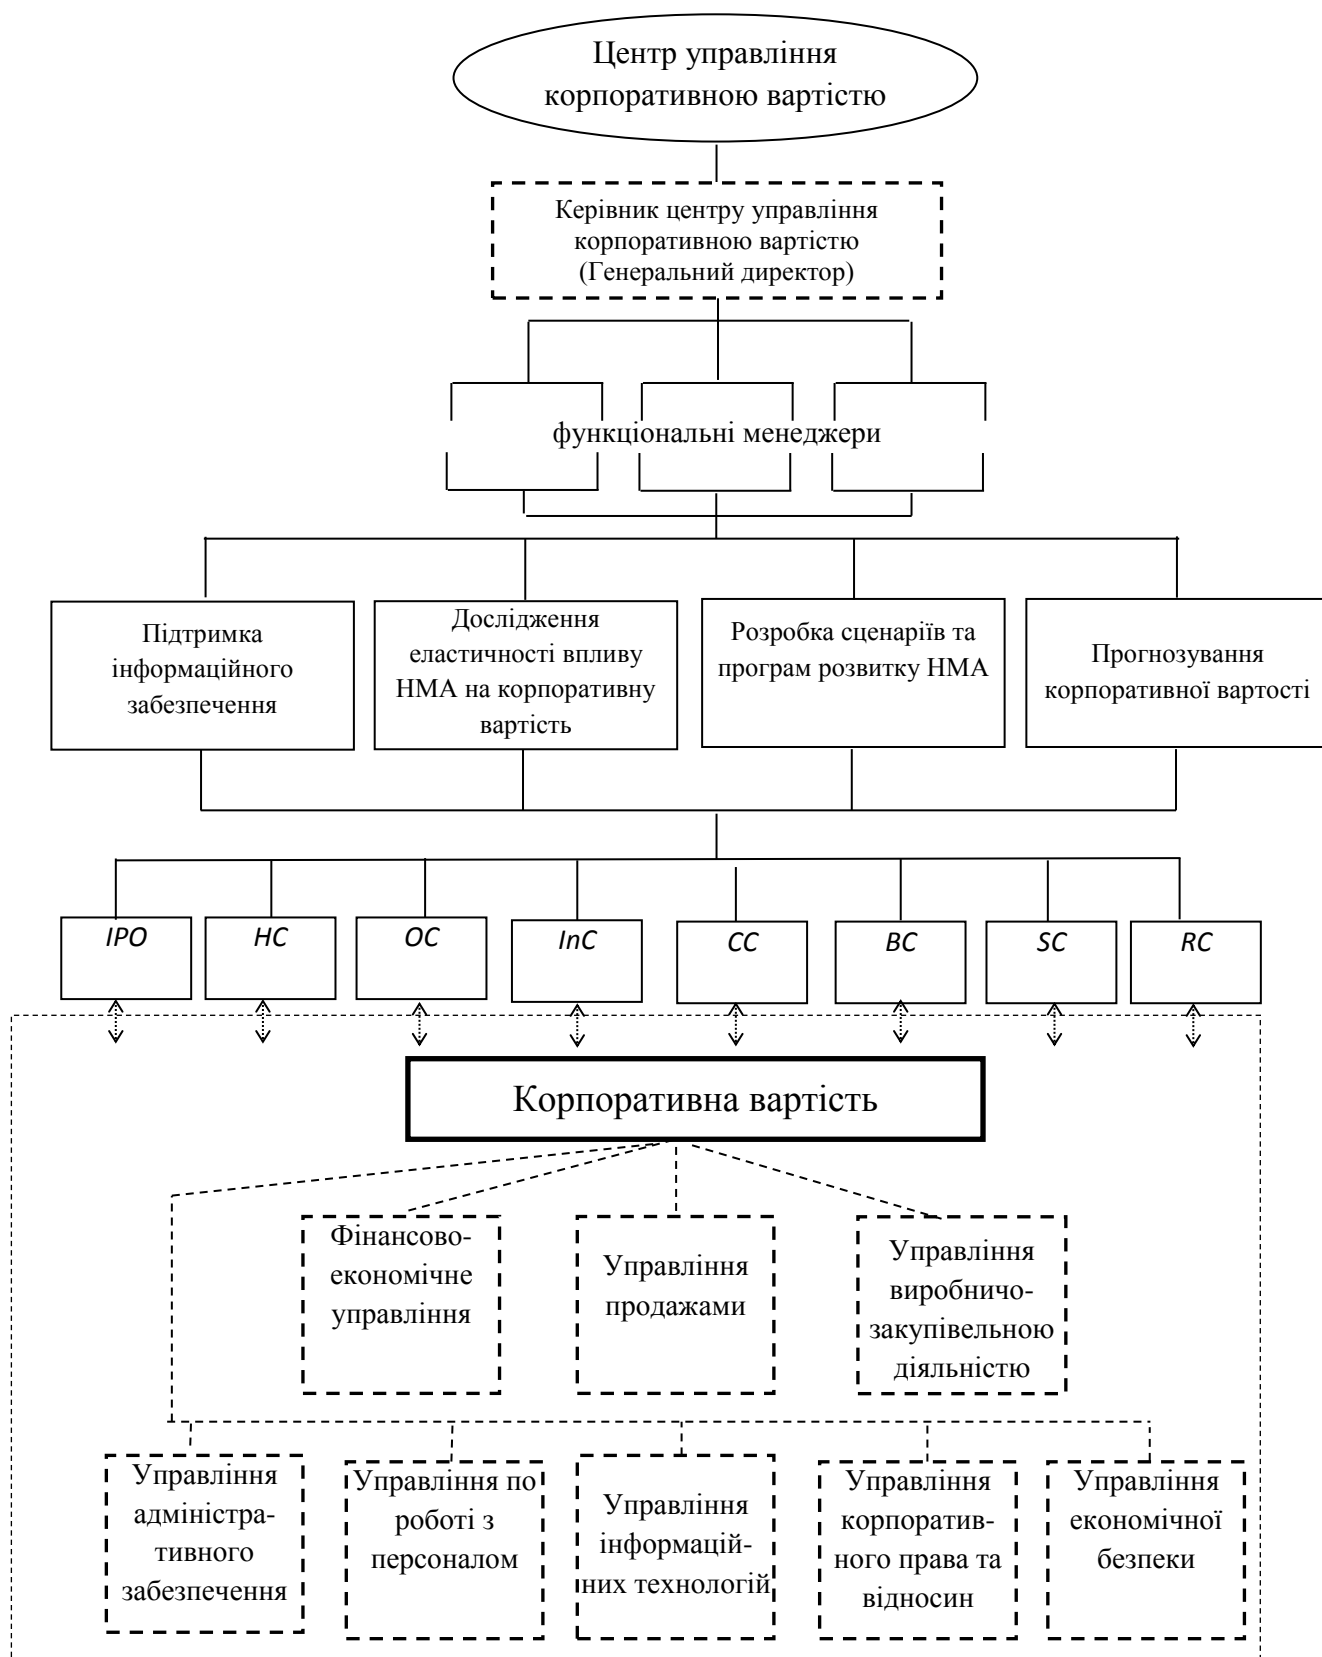 Центр управління
корпоративною вартістю
Керівник центру управління
корпоративною вартістю
(Генеральний директор)
функціональні менеджери
Підтримка
інформаційного
забезпечення
Дослідження
еластичності впливу
НМА на корпоративну
вартість
Розробка сценаріїв та
програм розвитку НМА
Прогнозування
корпоративної вартості
IPO
HC
OC
InC
CC
BC
SC
RC
Корпоративна вартість
Фінансово-
економічне
управління
Управління
продажами
Управління
виробничо-
закупівельною
діяльністю
Управління
адміністра-
тивного
забезпечення
Управління по
роботі з
персоналом
Управління
інформацій-
них технологій
Управління
корпоратив-
ного права та
відносин
Управління
економічної
безпеки